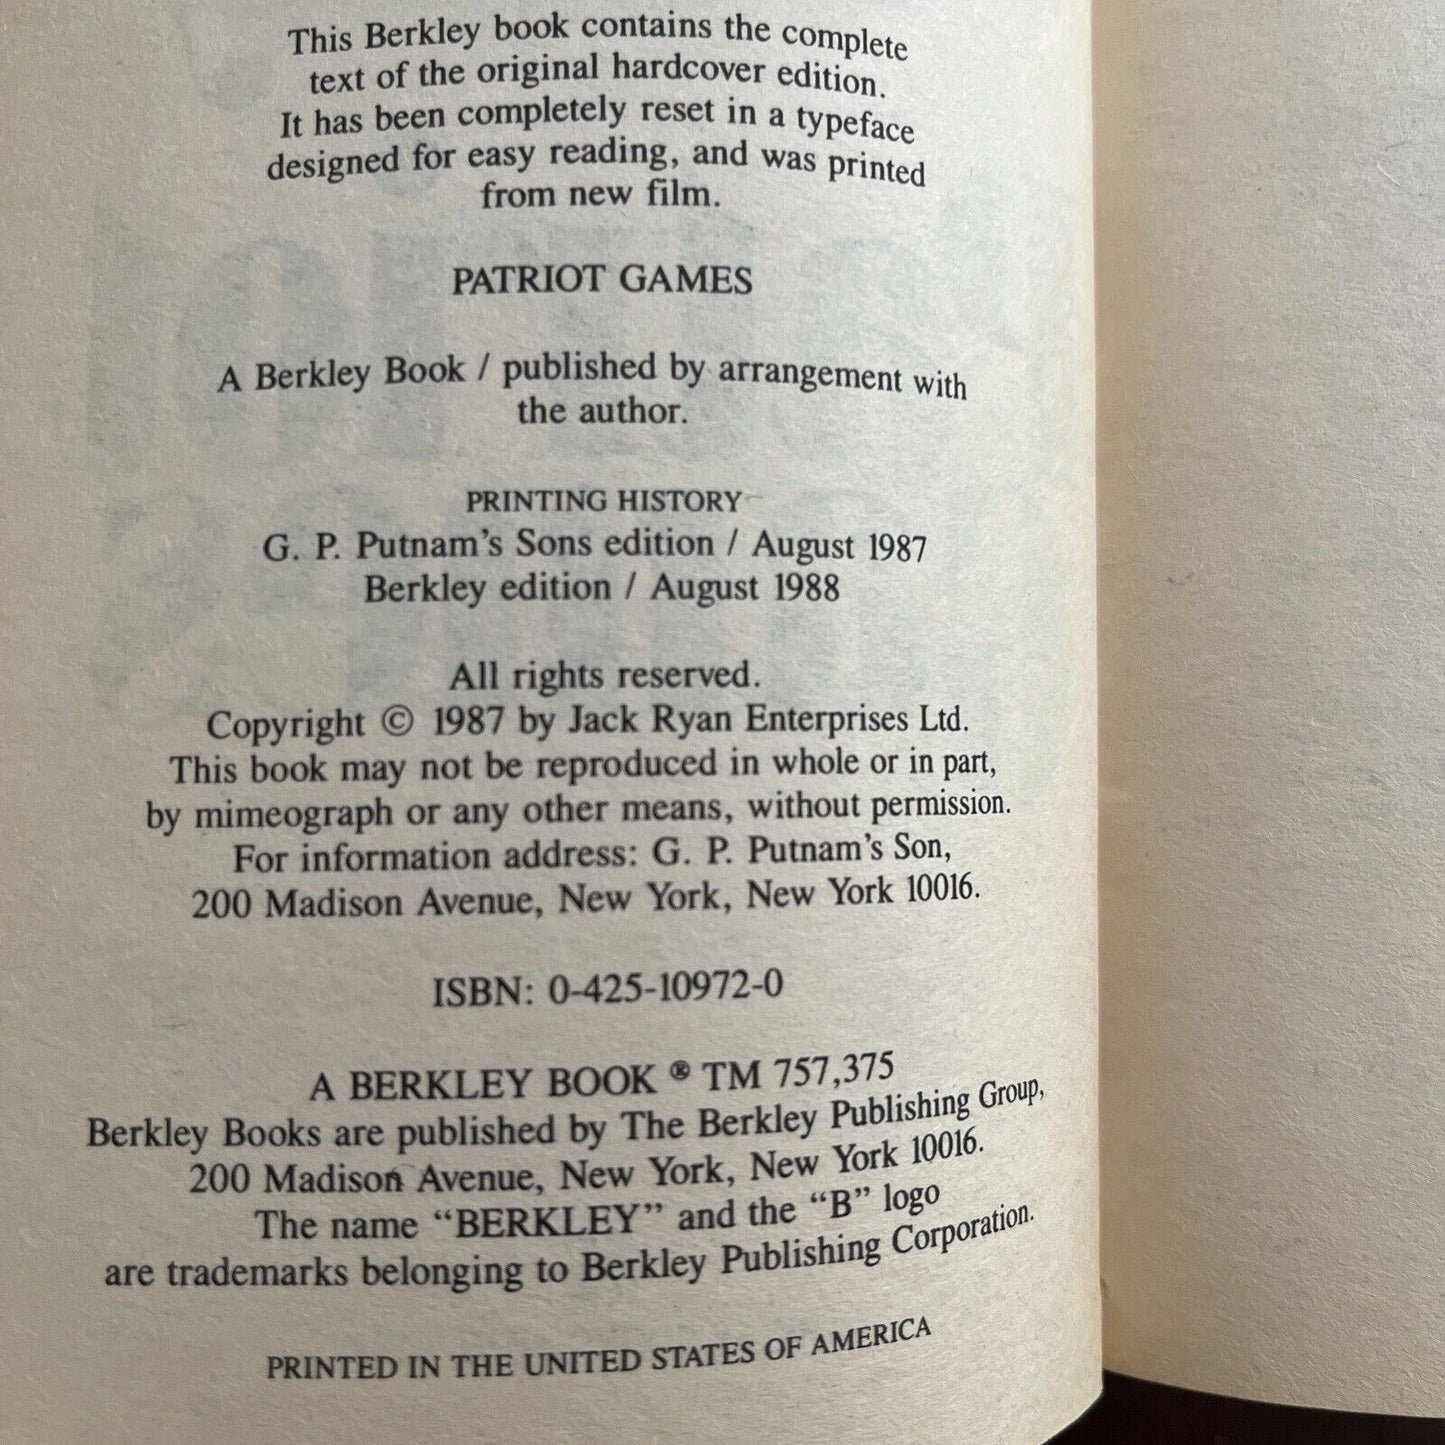 This Berkley book contains the complete
text of the original hardcover edition.
It has been completely reset in a typeface
designed for easy reading, and was printed
from new film.
PATRIOT GAMES
A Berkley Book / published by arrangement with
the author.
PRINTING HISTORY
G. P. Putnam's Sons edition / August 1987
Berkley edition / August 1988
All rights reserved.
Copyright © 1987 by Jack Ryan Enterprises Ltd.
This book may not be reproduced in whole or in part,
by mimeograph or any other means, without permission.
For information address: G. P. Putnam's Son,
200 Madison Avenue, New York, New York 10016.
ISBN: 0-425-10972-0
A BERKLEY BOOK ® TM 757,375
Berkley Books are published by The Berkley Publishing Group,
200 Madison Avenue, New York, New York 10016.
The name “BERKLEY” and the “B” logo
are trademarks belonging to Berkley Publishing Corporation.
PRINTED IN THE UNITED STATES OF AMERICA